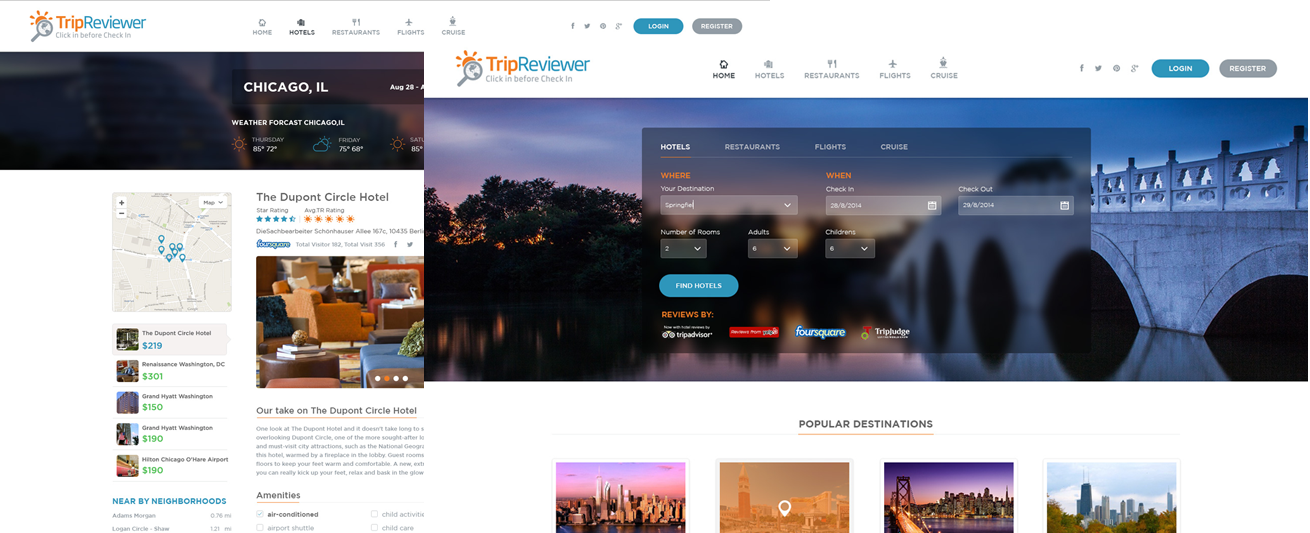 TripReviewer
Click in before Check In
HOME
HOTELS
RESTAURANTS
FLIGHTS
CRUISE
LOGIN
REGISTER
CHICAGO, IL
Aug 28 -
WEATHER FORCAST CHICAGO,IL
THURSDAY
85° 72°
FRIDAY
75° 68°
85°
Map
The Dupont Circle Hotel
$219
Renaissance Washington, DC
$301
Grand Hyatt Washington
$150
Grand Hyatt Washington
$190
Hilton Chicago O'Hare Airport
$190
NEAR BY NEIGHBORHOODS
Adams Morgan 0.76 mi
Logan Circle - Shaw 1.21 mi
The Dupont Circle Hotel
Star Rating Avg.TR Rating
DieSachbearbeiter Schönhauser Allee 167c, 10435
foursquare Total Visitor 182, Total Visit 356
Our take on The Dupont Circle Hotel
One look at The Dupont Hotel and it doesn't take long to
overlooking Dupont Circle, one of the more sought-after
and must-visit city attractions, such as the National
this hotel, warmed by a fireplace in the lobby. Guest rooms
floors to keep your feet warm and comfortable. A new,
you can really kick up your feet, relax and bask in the glow
Amenities
air-conditioned
child
airport shuttle
child care
TripReviewer
Click in before Check In
HOME
HOTELS
RESTAURANTS
FLIGHTS
CRUISE
LOGIN
REGISTER
HOTELS
RESTAURANTS
FLIGHTS
CRUISE
WHERE
WHEN
Your Destination
Check In
Check Out
Springfiel
28/8/2014
29/8/2014
Number of Rooms
Adults
Childrens
2
6
6
FIND HOTELS
REVIEWS BY:
Now with hotel reviews by
tripadvisor
Reviews from yelp
foursquare
TripJudge
POPULAR DESTINATIONS